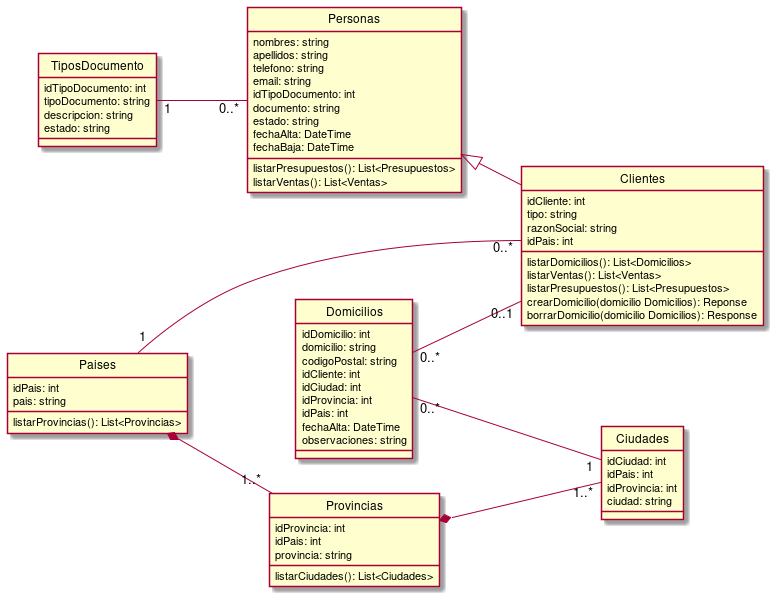 Personas
nombres: string
apellidos: string
telefono: string
email: string
idTipoDocumento: int
documento: string
estado: string
fechaAlta: DateTime
fechaBaja: DateTime
listarPresupuestos(): List<Presupuestos>
listarVentas(): List<Ventas>
TiposDocumento
idTipoDocumento: int
tipoDocumento: string
descripcion: string
estado: string
1
0..*
Clientes
idCliente: int
tipo: string
razonSocial: string
idPais: int
listarDomicilios(): List<Domicilios>
listarVentas(): List<Ventas>
listarPresupuestos(): List<Presupuestos>
crearDomicilio(domicilio Domicilios): Reponse
borrarDomicilio(domicilio Domicilios): Response
0..*
1
0..1
0..*
Domicilios
idDomicilio: int
domicilio: string
codigoPostal: string
idCliente: int
idCiudad: int
idProvincia: int
idPais: int
fechaAlta: DateTime
observaciones: string
0..*
1
Paises
idPais: int
pais: string
listarProvincias(): List<Provincias>
1..*
Ciudades
idCiudad: int
idPais: int
idProvincia: int
ciudad: string
1..*
Provincias
idProvincia: int
idPais: int
provincia: string
listarCiudades(): List<Ciudades>